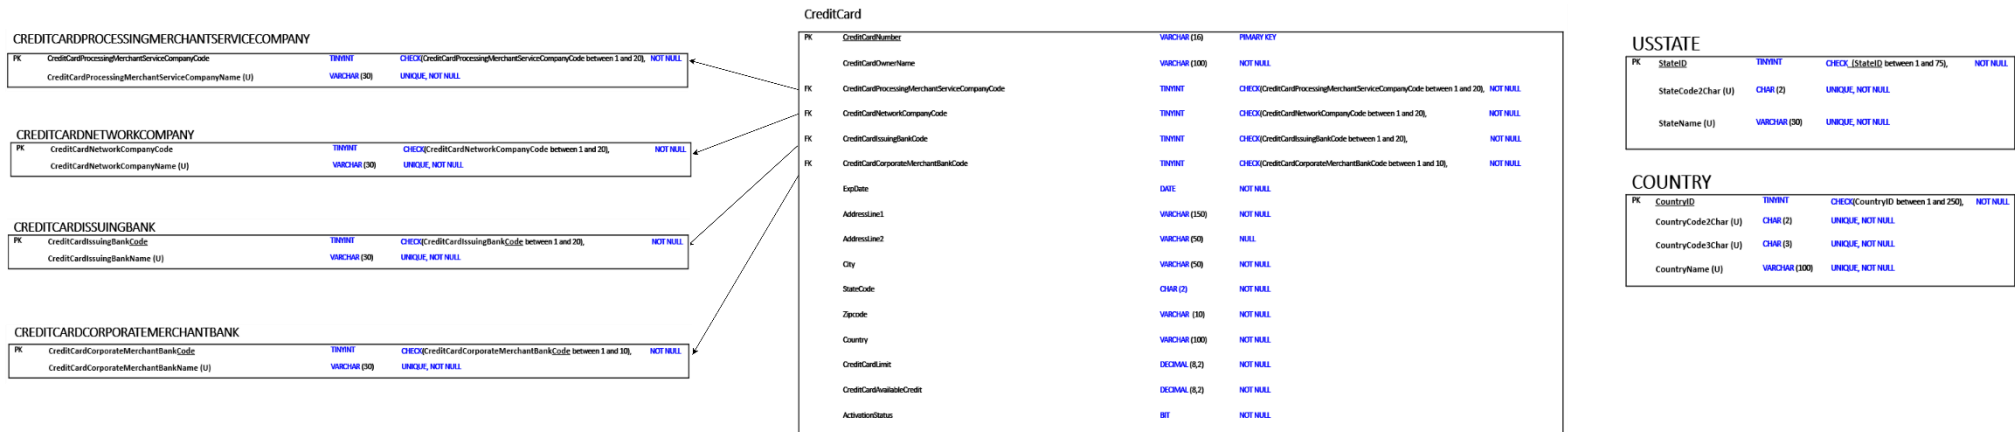 CREDITCARDPROCESSINGMERCHANTSERVICECOMPANY
PK CreditCardProcessingMerchantServiceCompanyCode TINYINT CHECK(CreditCardProcessingMerchantServiceCompanyCode between 1 and 20), NOT NULL
CreditCardProcessingMerchantServiceCompanyName (U) VARCHAR (30) UNIQUE, NOT NULL
CREDITCARDNETWORKCOMPANY
PK CreditCardNetworkCompanyCode TINYINT CHECK(CreditCardNetworkCompanyCode between 1 and 20), NOT NULL
CreditCardNetworkCompanyName (U) VARCHAR (30) UNIQUE, NOT NULL
CREDITCARDISSUINGBANK
PK CreditCardIssuingBankCode TINYINT CHECK(CreditCardIssuingBankCode between 1 and 20), NOT NULL
CreditCardIssuingBankName (U) VARCHAR (30) UNIQUE, NOT NULL
CREDITCARDCORPORATEMERCHANTBANK
PK CreditCardCorporateMerchantBankCode TINYINT CHECK(CreditCardCorporateMerchantBankCode between 1 and 10), NOT NULL
CreditCardCorporateMerchantBankName (U) VARCHAR (30) UNIQUE, NOT NULL
CreditCard
PK CreditCardNumber VARCHAR (16) PIMARY KEY
CreditCardOwnerName VARCHAR (100) NOT NULL
FK CreditCardProcessingMerchantServiceCompanyCode TINYINT CHECK(CreditCardProcessingMerchantServiceCompanyCode between 1 and 20), NOT NULL
FK CreditCardNetworkCompanyCode TINYINT CHECK(CreditCardNetworkCompanyCode between 1 and 20), NOT NULL
FK CreditCardIssuingBankCode TINYINT CHECK(CreditCardIssuingBankCode between 1 and 20), NOT NULL
FK CreditCardCorporateMerchantBankCode TINYINT CHECK(CreditCardCorporateMerchantBankCode between 1 and 10), NOT NULL
ExpDate DATE NOT NULL
AddressLine1 VARCHAR (150) NOT NULL
AddressLine2 VARCHAR (50) NULL
City VARCHAR (50) NOT NULL
StateCode CHAR (2) NOT NULL
Zipcode VARCHAR (10) NOT NULL
Country VARCHAR (100) NOT NULL
CreditCardLimit DECIMAL (8,2) NOT NULL
CreditCardAvailableCredit DECIMAL (8,2) NOT NULL
ActivationStatus BIT NOT NULL
USSTATE
PK StateID TINYINT CHECK (StateID between 1 and 75), NOT NULL
StateCode2Char (U) CHAR (2) UNIQUE, NOT NULL
StateName (U) VARCHAR (30) UNIQUE, NOT NULL
COUNTRY
PK CountryID TINYINT CHECK(CountryID between 1 and 250), NOT NULL
CountryCode2Char (U) CHAR (2) UNIQUE, NOT NULL
CountryCode3Char (U) CHAR (3) UNIQUE, NOT NULL
CountryName (U) VARCHAR (100) UNIQUE, NOT NULL